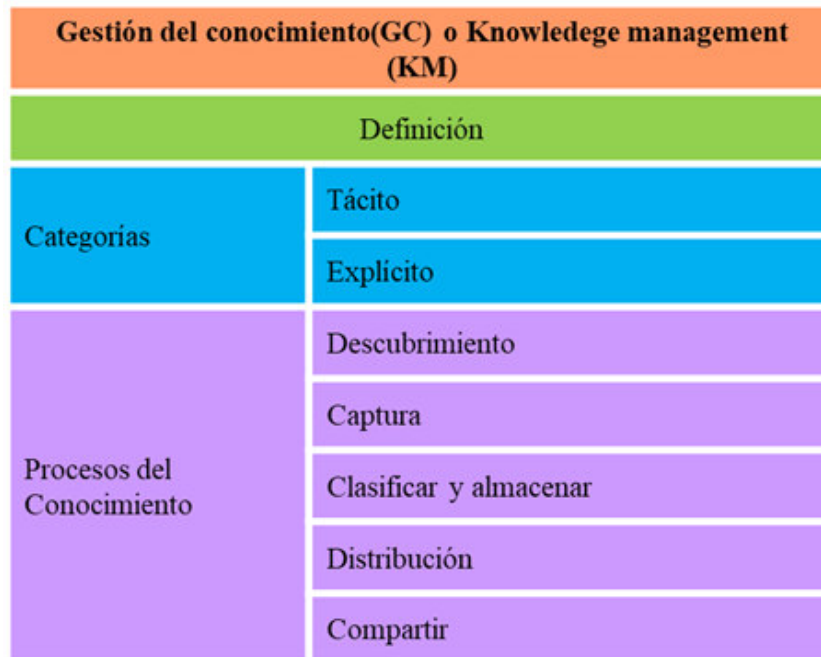 Gestión del conocimiento(GC) o Knowledege management
(KM)
Definición
Categorías
Tácito
Explícito
Procesos del
Conocimiento
Descubrimiento
Captura
Clasificar y almacenar
Distribución
Compartir